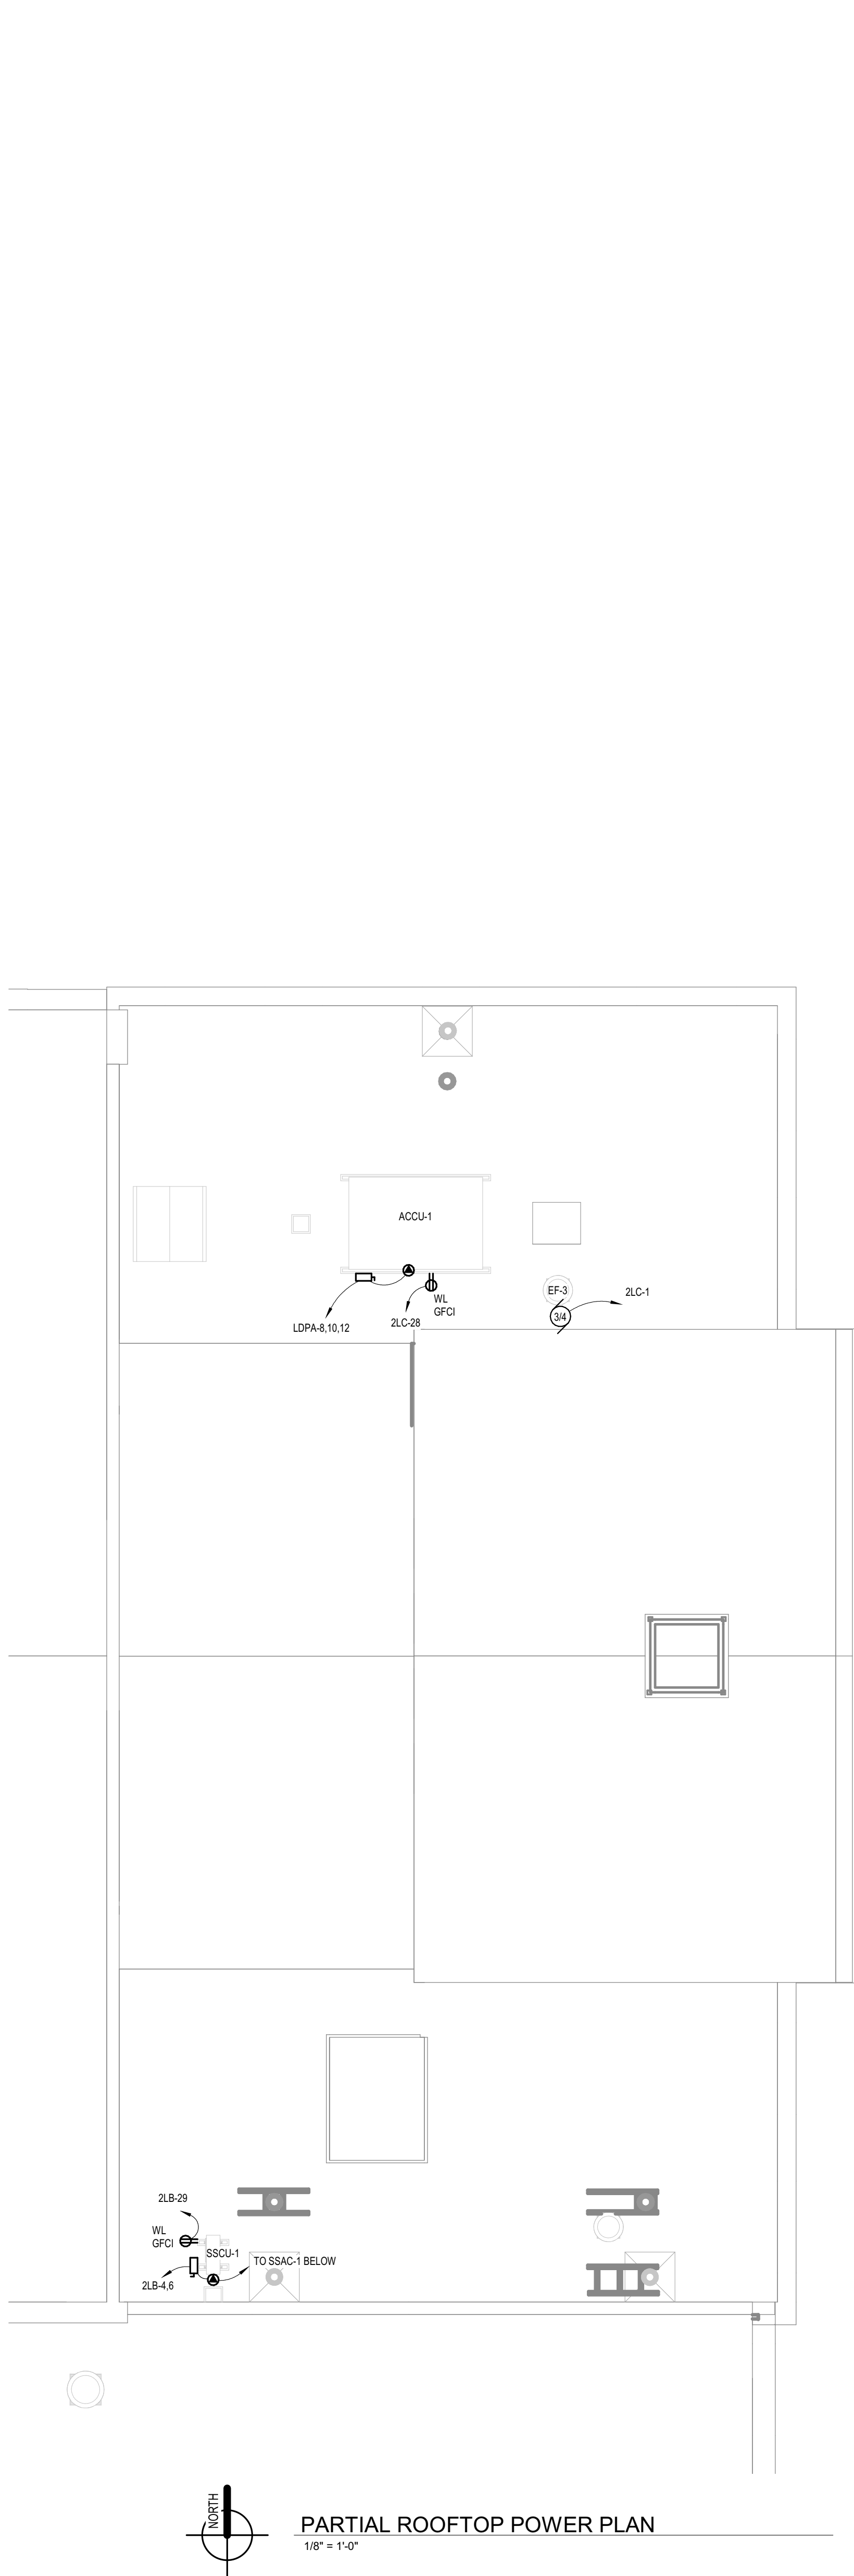 ACCU-1
EF-3
2LC-1
WL
GFCI
3/4
2LC-28
LDPA-8,10,12
2LB-29
WL
GFCI
SSCU-1
TO SSAC-1 BELOW
2LB-4,6
NORTH
PARTIAL ROOFTOP POWER PLAN
1/8" = 1'-0"